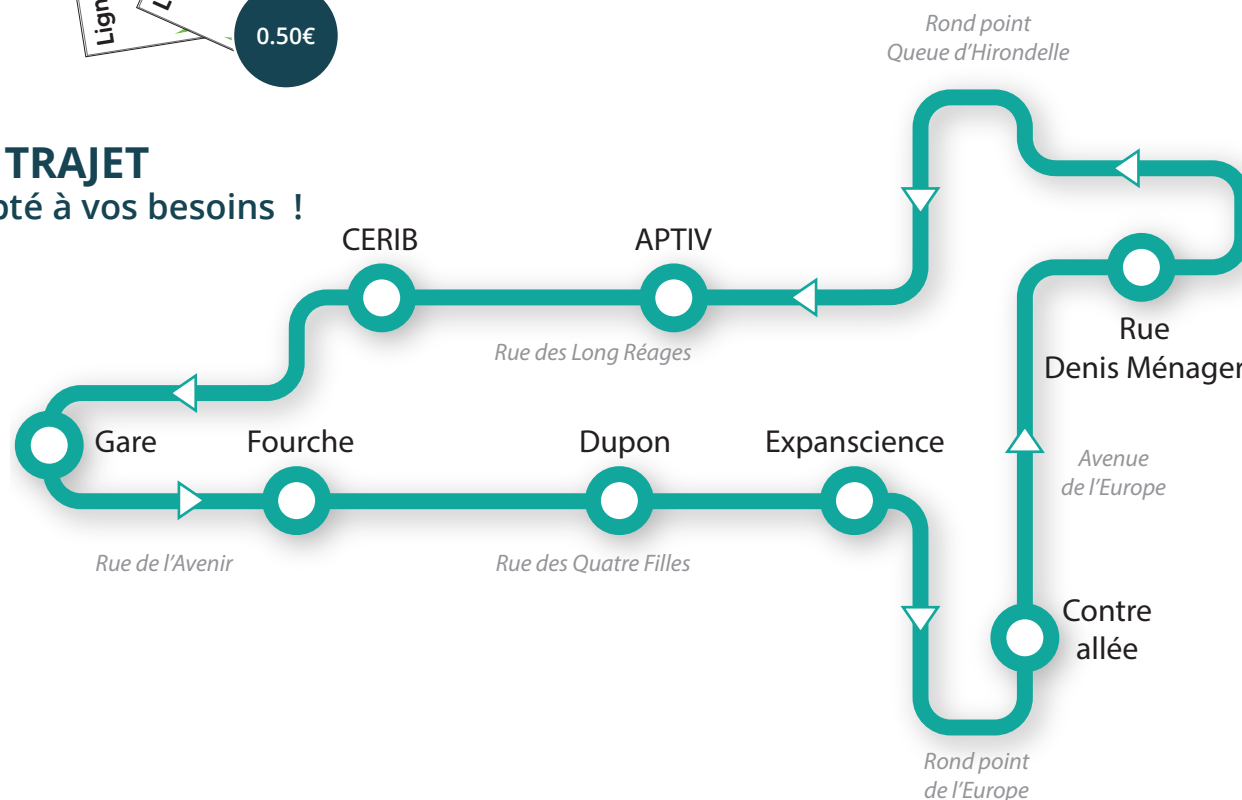 Lign
L
0.50€
Rond point
Queue d'Hirondelle
TRAJET
pté à vos besoins !
CERIB
APTIV
Rue des Long Réages
Rue
Denis Ménager
Gare
Fourche
Dupon
Expanscience
Avenue
de l'Europe
Rue de l'Avenir
Rue des Quatre Filles
Contre
allée
Rond point
de l'Europe